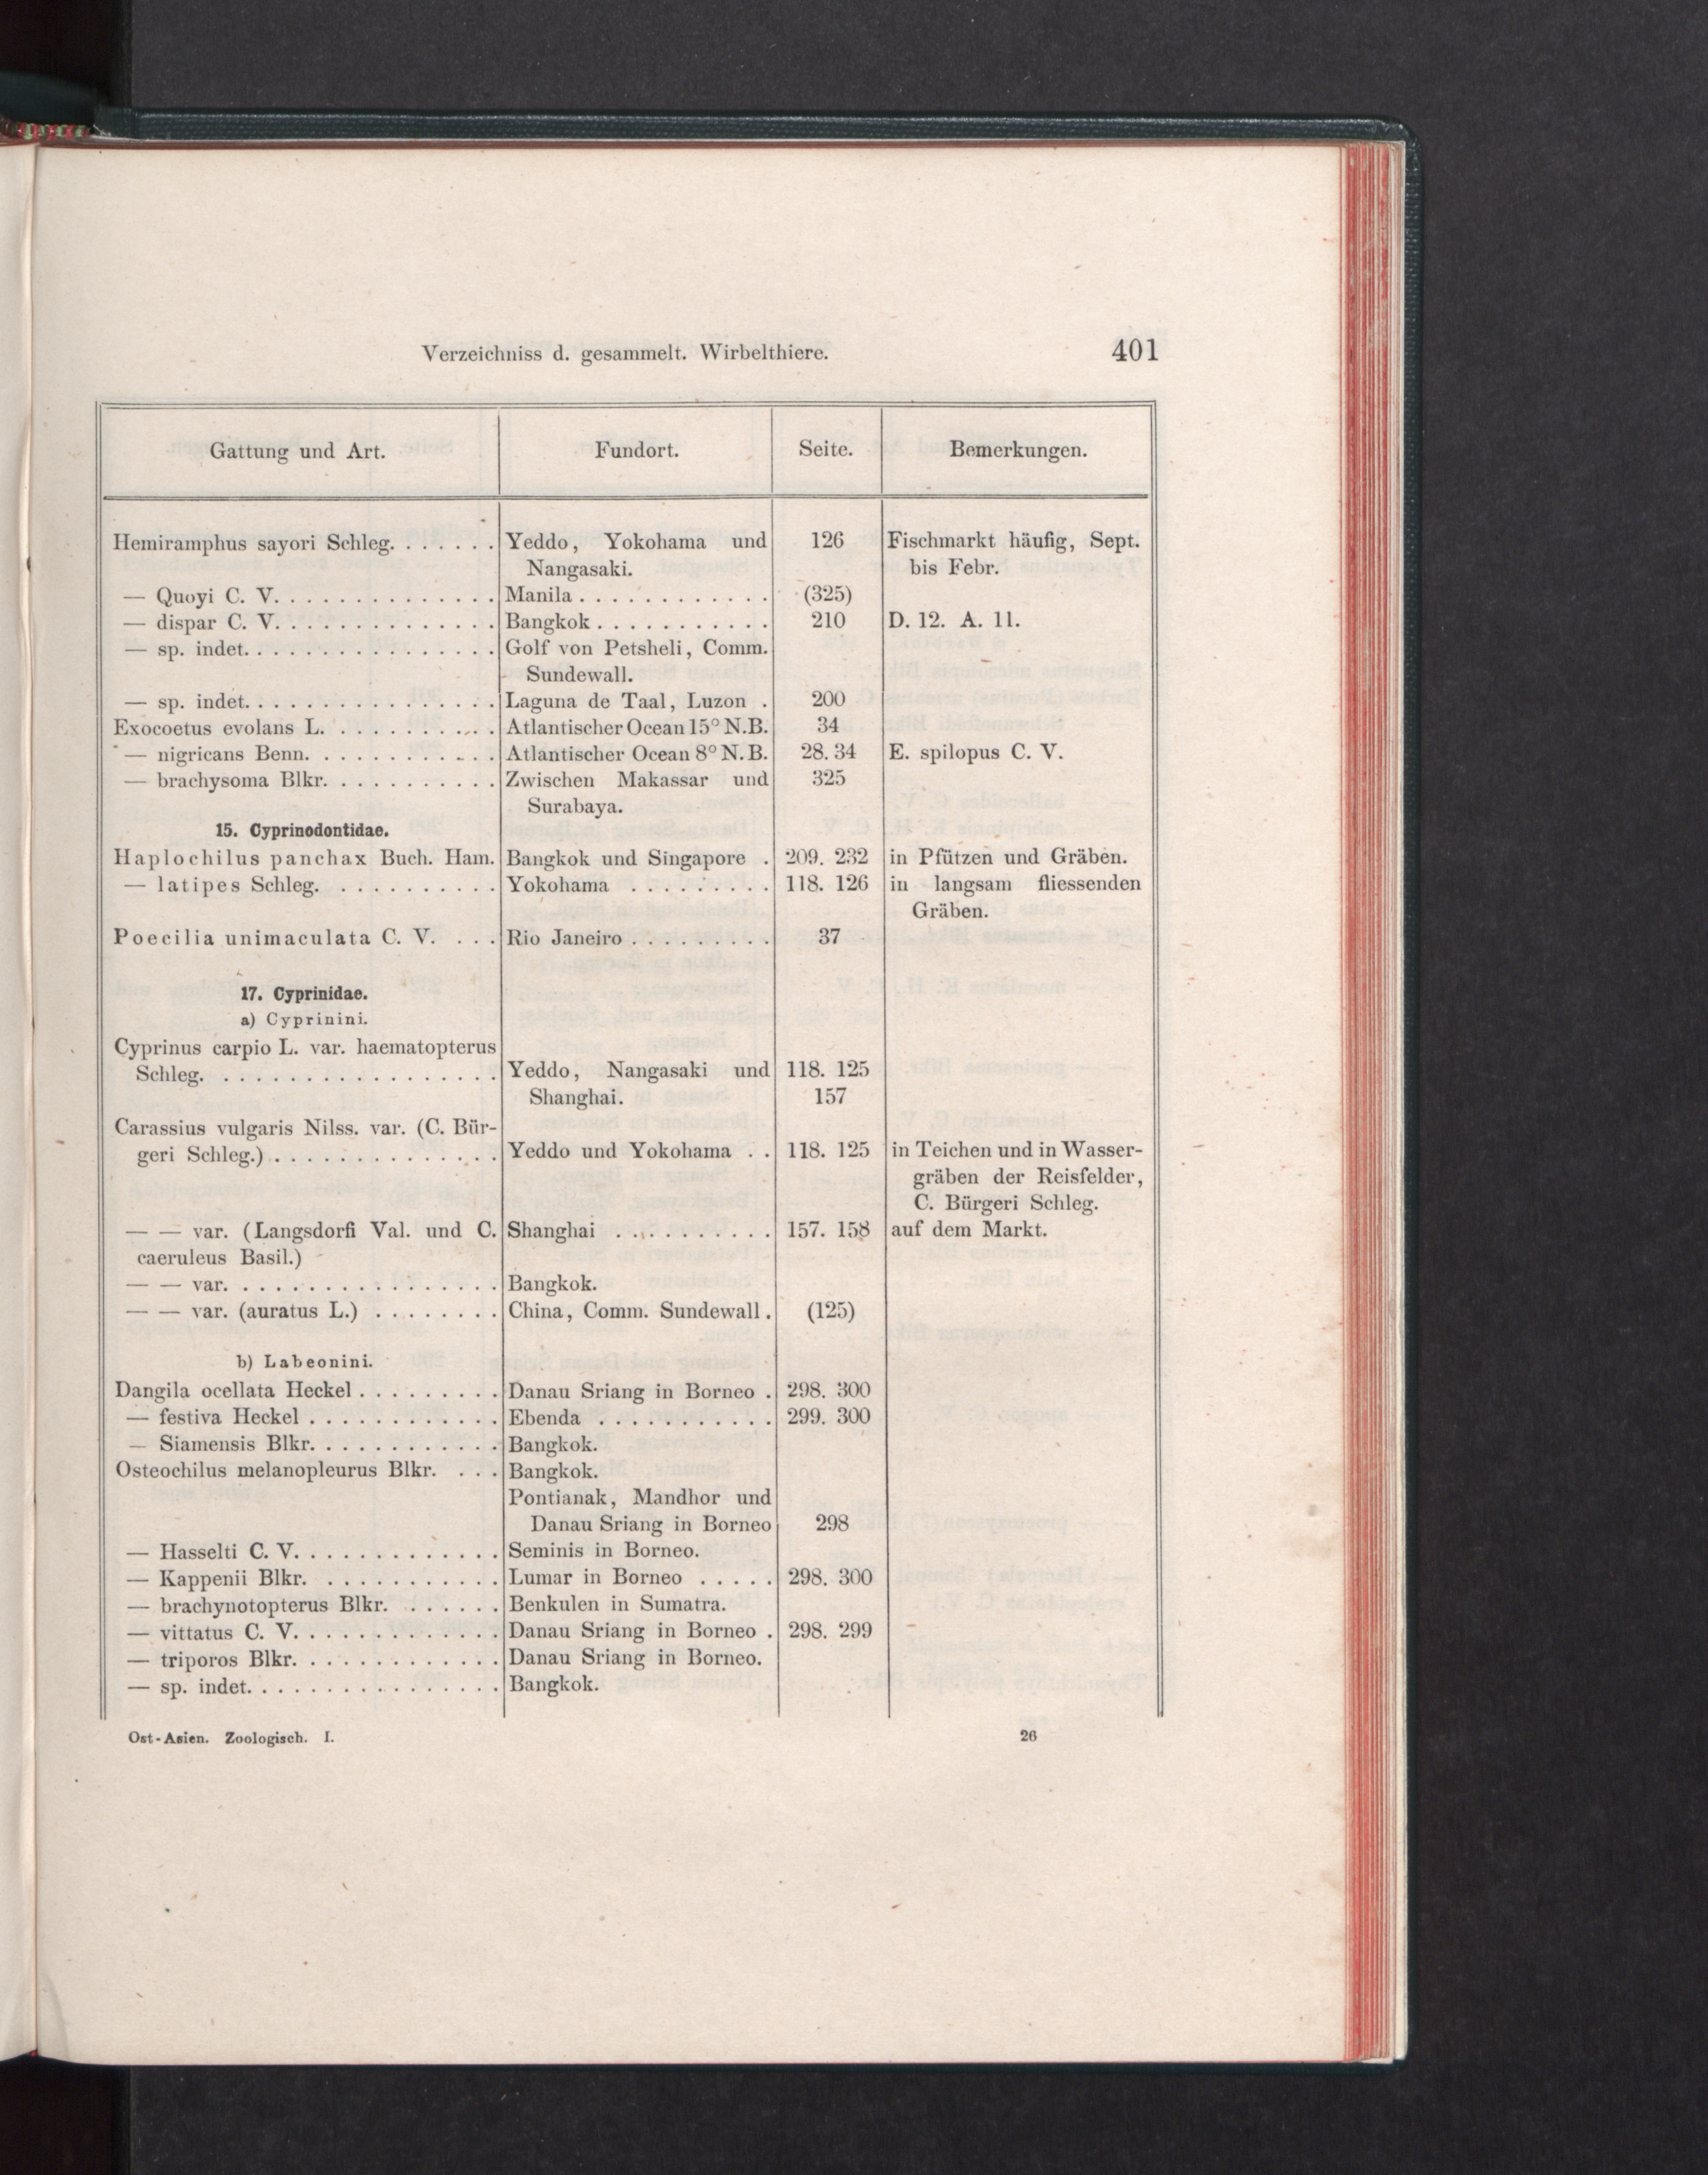 Verzeichniss d. gesammelt. Wirbelthiere. 401
Gattung und Art. Fundort. Seite. Bemerkungen.
Hemiramphus sayori Schleg. . . . . . . Yeddo, Yokohama und 126 Fischmarkt häufig, Sept.
Nangasaki. bis Febr.
— Quoyi C. V. . . . . . . . . . . . . . Manila . . . . . . . . . . . . (325)
— dispar C. V. . . . . . . . . . . . . . Bangkok . . . . . . . . . . . 210 D. 12. A. 11.
— sp. indet. . . . . . . . . . . . . . . . Golf von Petsheli, Comm.
Sundewall.
— sp. indet. . . . . . . . . . . . . . . . Laguna de Taal, Luzon . 200
Exocoetus evolans L. . . . . . . . . . . Atlantischer Ocean 15° N.B. 34
— nigricans Benn. . . . . . . . . . . . Atlantischer Ocean 8° N.B. 28. 34 E. spilopus C. V.
— brachysoma Blkr. . . . . . . . . . . Zwischen Makassar und 325
Surabaya.
15. Cyprinodontidae.
Haplochilus panchax Buch. Ham. Bangkok und Singapore . 209. 232 in Pfützen und Gräben.
— latipes Schleg. . . . . . . . . . . Yokohama . . . . . . . . . 118. 126 in langsam fliessenden
Gräben.
Poecilia unimaculata C. V. . . . Rio Janeiro . . . . . . . . . 37
17. Cyprinidae.
a) Cyprinini.
Cyprinus carpio L. var. haematopterus
Schleg. . . . . . . . . . . . . . . . . . Yeddo, Nangasaki und 118. 125
Shanghai. 157
Carassius vulgaris Nilss. var. (C. Bür-
geri Schleg.) . . . . . . . . . . . . . . Yeddo und Yokohama . . 118. 125 in Teichen und in Wasser-
gräben der Reisfelder,
C. Bürgeri Schleg.
— — var. (Langsdorfi Val. und C. Shanghai . . . . . . . . . . 157. 158 auf dem Markt.
caeruleus Basil.)
— — var. . . . . . . . . . . . . . . . . Bangkok.
— — var. (auratus L.) . . . . . . . . China, Comm. Sundewall. (125)
b) Labeonini.
Dangila ocellata Heckel . . . . . . . . . Danau Sriang in Borneo . 298. 300
— festiva Heckel . . . . . . . . . . . . Ebenda . . . . . . . . . . . 299. 300
— Siamensis Blkr. . . . . . . . . . . . Bangkok.
Osteochilus melanopleurus Blkr. . . . Bangkok.
Pontianak, Mandhor und
Danau Sriang in Borneo 298
— Hasselti C. V. . . . . . . . . . . . . Seminis in Borneo.
— Kappenii Blkr. . . . . . . . . . . . Lumar in Borneo . . . . . 298. 300
— brachynotopterus Blkr. . . . . . . Benkulen in Sumatra.
— vittatus C. V. . . . . . . . . . . . . Danau Sriang in Borneo . 298. 299
— triporos Blkr. . . . . . . . . . . . . Danau Sriang in Borneo.
— sp. indet. . . . . . . . . . . . . . . . Bangkok.
Ost-Asien. Zoologisch. I. 26